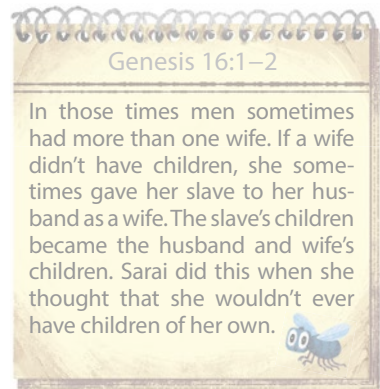 Genesis 16:1–2
In those times men sometimes
had more than one wife. If a wife
didn't have children, she some-
times gave her slave to her hus-
band as a wife. The slave's children
became the husband and wife's
children. Sarai did this when she
thought that she wouldn't ever
have children of her own.